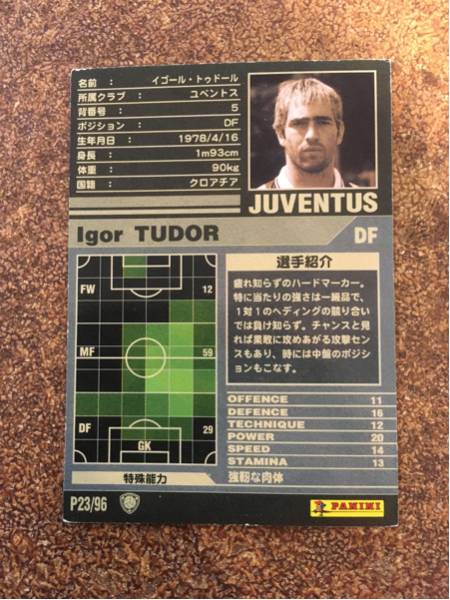 名前 : イゴール・トゥドール
所属クラブ : ユベントス
背番号 : 5
ポジション : DF
生年月日 : 1978/4/16
身長 : 1m93cm
体重 : 90kg
国籍 : クロアチア
JUVENTUS
Igor TUDOR DF
FW 12
MF 59
DF 29
GK
選手紹介
疲れ知らずのハードマーカー。
特に当たりの強さは一級品で、
1対1のヘディングの競り合い
では負け知らず。チャンスと見
れば果敢に攻めあがる攻撃セン
スもあり、時には中盤のポジシ
ョンもこなす。
OFFENCE 11
DEFENCE 16
TECHNIQUE 12
POWER 20
SPEED 14
STAMINA 13
特殊能力 強靭な肉体
P23/96
PANINI